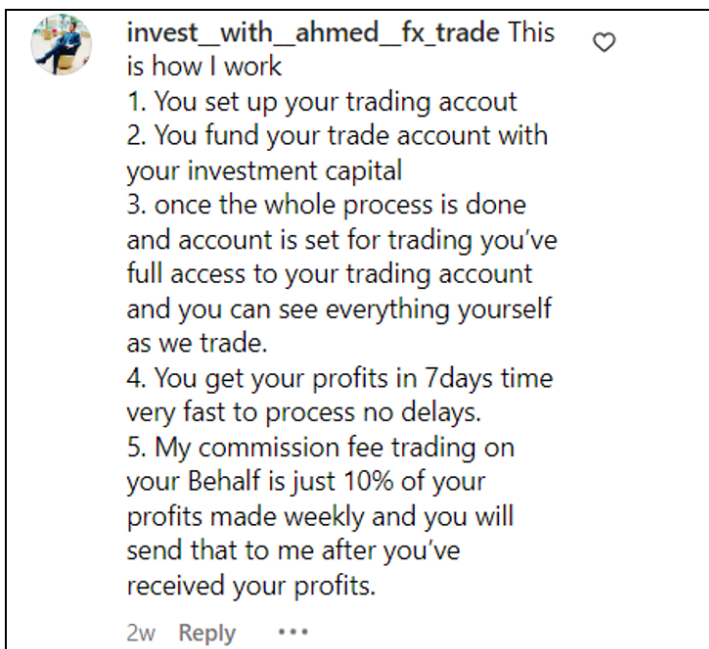 invest__with__ahmed__fx_trade This
is how I work
1. You set up your trading accout
2. You fund your trade account with
your investment capital
3. once the whole process is done
and account is set for trading you’ve
full access to your trading account
and you can see everything yourself
as we trade.
4. You get your profits in 7days time
very fast to process no delays.
5. My commission fee trading on
your Behalf is just 10% of your
profits made weekly and you will
send that to me after you’ve
received your profits.
2w Reply •••